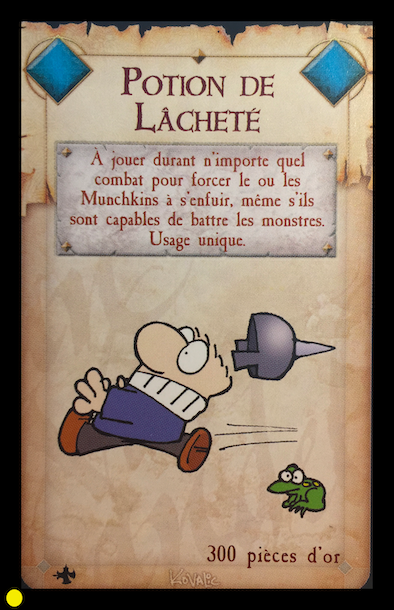 POTION DE
LÂCHETÉ
À jouer durant n'importe quel
combat pour forcer le ou les
Munchkins à s'enfuir, même s'ils
sont capables de battre les monstres.
Usage unique.
300 pièces d'or
KOVALIC